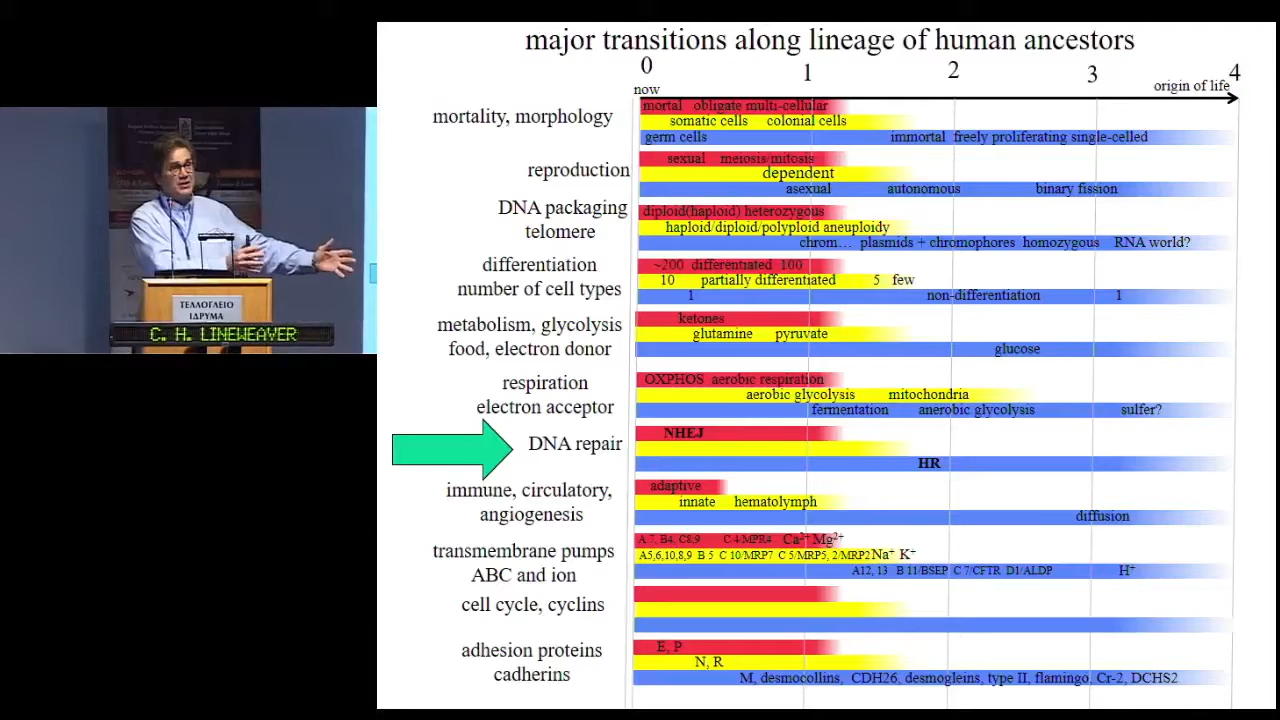 major transitions along lineage of human ancestors
0 1 2 3 4
now origin of life
mortality, morphology
mortal obligate multi-cellular
somatic cells colonial cells
germ cells immortal freely proliferating single-celled
reproduction
sexual meiosis/mitosis
dependent
asexual autonomous binary fission
DNA packaging
telomere
diploid(haploid) heterozygous
haploid/diploid/polyploid aneuploidy
chrom… plasmids + chromophores homozygous RNA world?
differentiation
number of cell types
~200 differentiated 100
10 partially differentiated 5 few
1 non-differentiation 1
metabolism, glycolysis
food, electron donor
ketones
glutamine pyruvate
glucose
respiration
electron acceptor
OXPHOS aerobic respiration
aerobic glycolysis mitochondria
fermentation anerobic glycolysis sulfer?
DNA repair
NHEJ
HR
immune, circulatory,
angiogenesis
adaptive
innate hematolymph
diffusion
transmembrane pumps
ABC and ion
A 7, B4, C8,9 C 4/MPR4 Ca²⁺ Mg²⁺
A5,6,10,8,9 B 5 C 10/MRP7 C 5/MRP5, 2/MRP2 Na⁺ K⁺
A12, 13 B 11/BSEP C 7/CFTR D1/ALDP H⁺
cell cycle, cyclins
adhesion proteins
cadherins
E, P
N, R
M, desmocollins, CDH26, desmogleins, type II, flamingo, Cr-2, DCHS2
ΤΕΛΛΟΓΛΕΙΟ
ΙΔΡΥΜΑ
C. H. LINEWEAVER